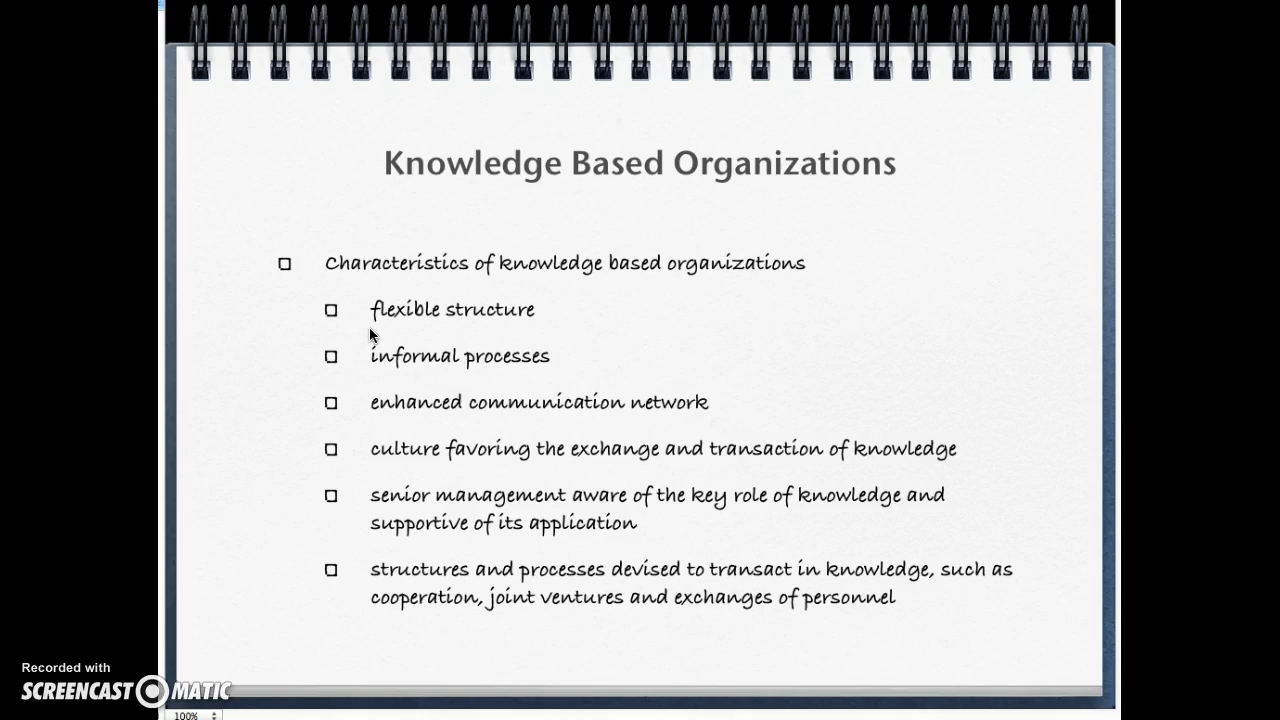 Knowledge Based Organizations
Characteristics of knowledge based organizations
flexible structure
informal processes
enhanced communication network
culture favoring the exchange and transaction of knowledge
senior management aware of the key role of knowledge and
supportive of its application
structures and processes devised to transact in knowledge, such as
cooperation, joint ventures and exchanges of personnel
Recorded with
SCREENCAST MATIC
100%